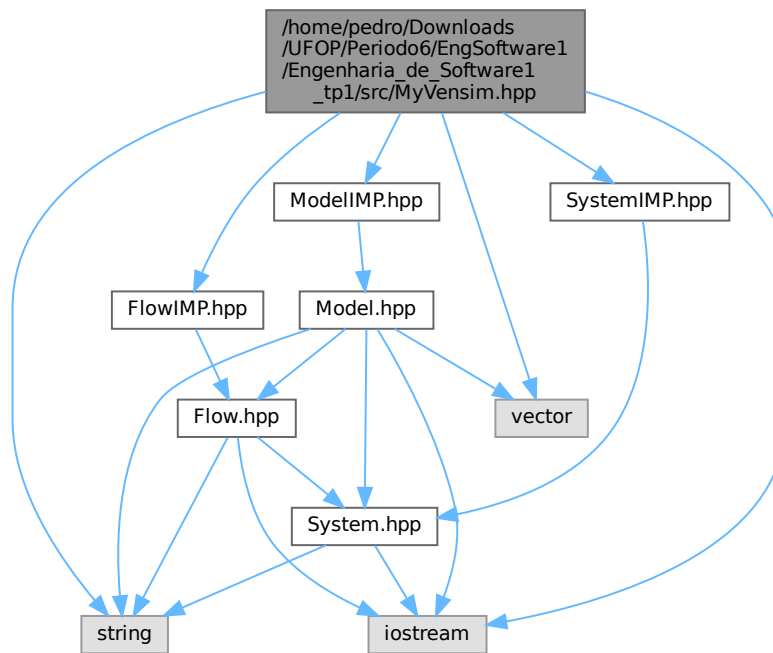 /home/pedro/Downloads
/UFOP/Periodo6/EngSoftware1
/Engenharia_de_Software1
_tp1/src/MyVensim.hpp
ModelIMP.hpp
SystemIMP.hpp
FlowIMP.hpp
Model.hpp
Flow.hpp
vector
System.hpp
string
iostream